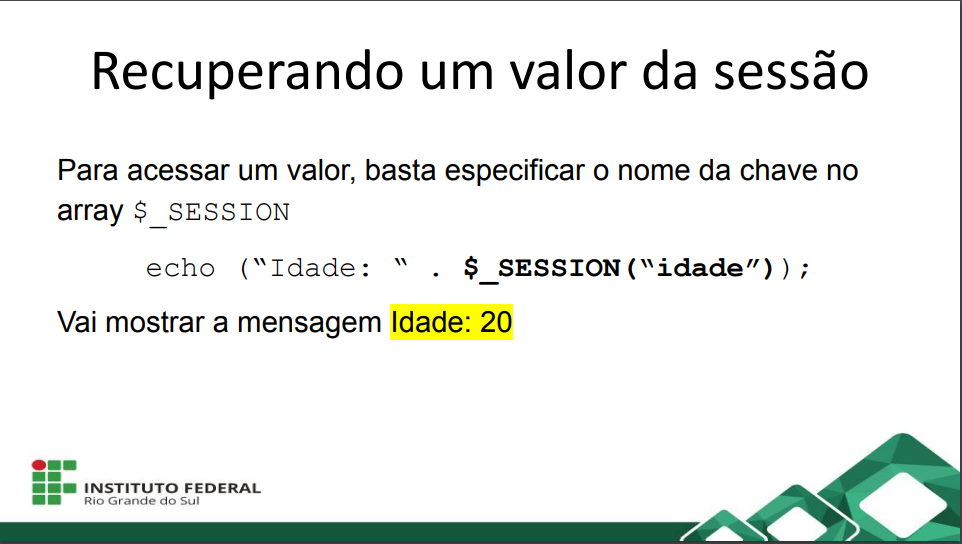 Recuperando um valor da sessão
Para acessar um valor, basta especificar o nome da chave no
array $_SESSION
echo (“Idade: “ . $_SESSION(“idade”));
Vai mostrar a mensagem Idade: 20
INSTITUTO FEDERAL
Rio Grande do Sul